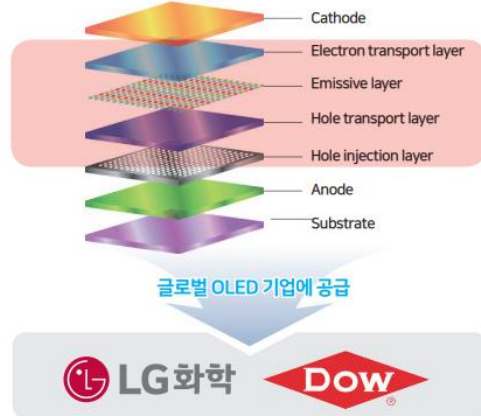 Cathode
Electron transport layer
Emissive layer
Hole transport layer
Hole injection layer
Anode
Substrate
글로벌 OLED 기업에 공급
LG화학 DOW